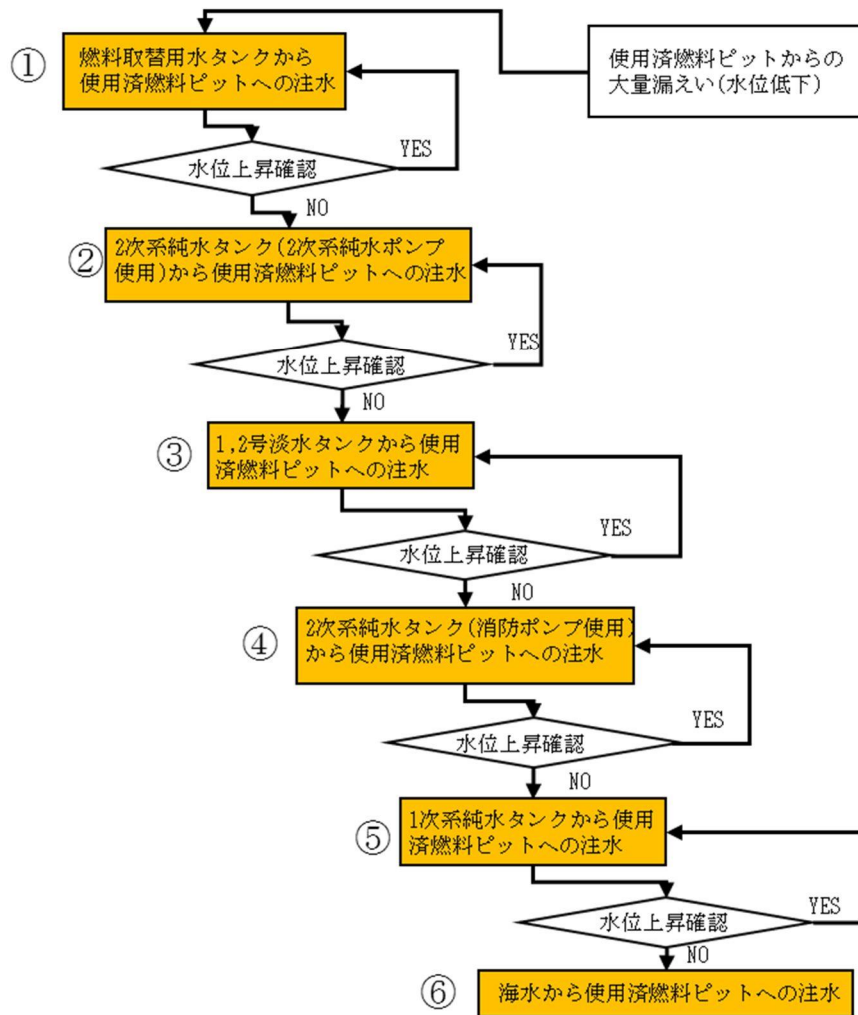 使用済燃料ピットからの
大量漏えい(水位低下)
①
燃料取替用水タンクから
使用済燃料ピットへの注水
水位上昇確認
YES
NO
②
2次系純水タンク(2次系純水ポンプ
使用)から使用済燃料ピットへの注水
水位上昇確認
YES
NO
③
1,2号淡水タンクから使用
済燃料ピットへの注水
水位上昇確認
YES
NO
④
2次系純水タンク(消防ポンプ使用)
から使用済燃料ピットへの注水
水位上昇確認
YES
NO
⑤
1次系純水タンクから使用
済燃料ピットへの注水
水位上昇確認
YES
NO
⑥
海水から使用済燃料ピットへの注水